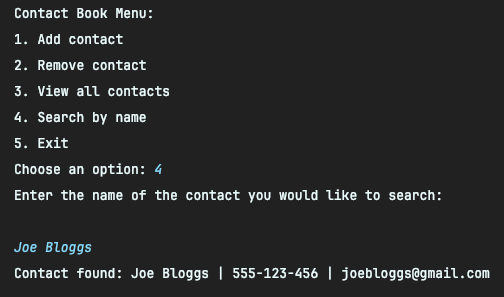 Contact Book Menu:
1. Add contact
2. Remove contact
3. View all contacts
4. Search by name
5. Exit
Choose an option: 4
Enter the name of the contact you would like to search:
Joe Bloggs
Contact found: Joe Bloggs | 555-123-456 | joebloggs@gmail.com